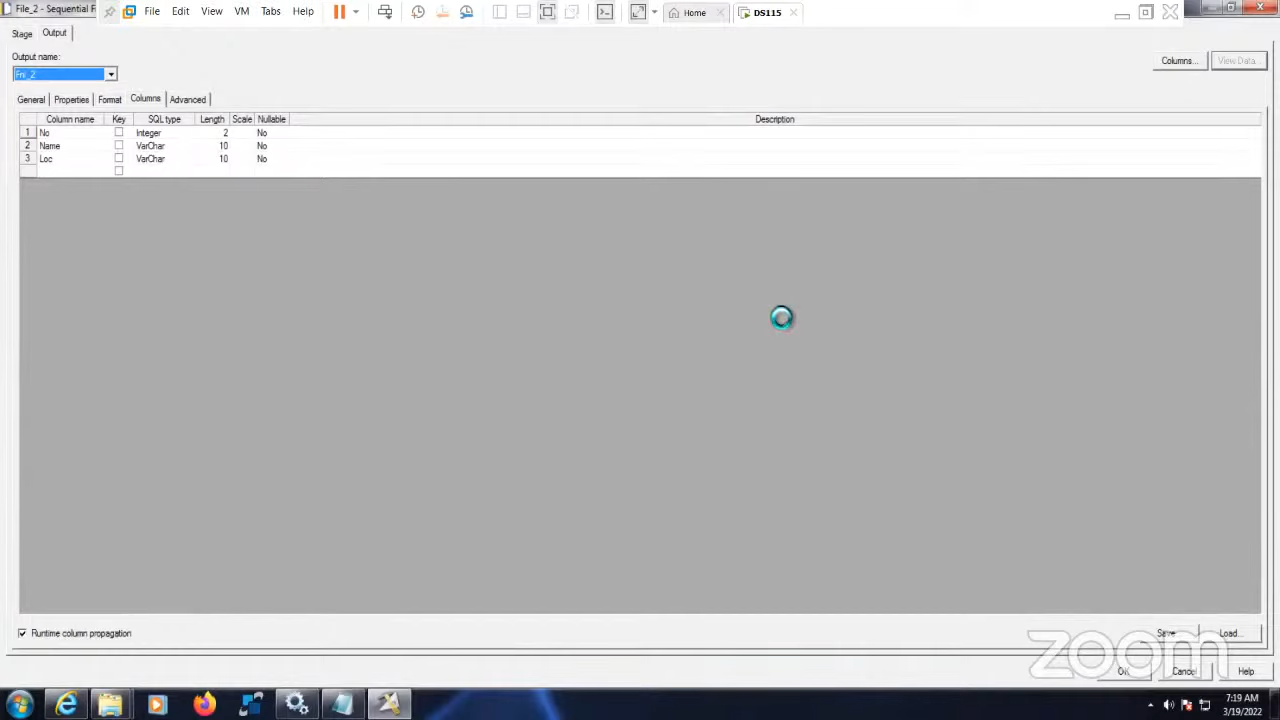 File_2 - Sequential F
File Edit View VM Tabs Help
Home
DS115
Stage Output
Output name:
Columns... View Data...
General Properties Format Columns Advanced
Column name Key SQL type Length Scale Nullable Description
1 No Integer 2 No
2 Name VarChar 10 No
3 Loc VarChar 10 No
Runtime column propagation
Save... Load...
zoom
OK Cancel Help
7:19 AM
3/19/2022